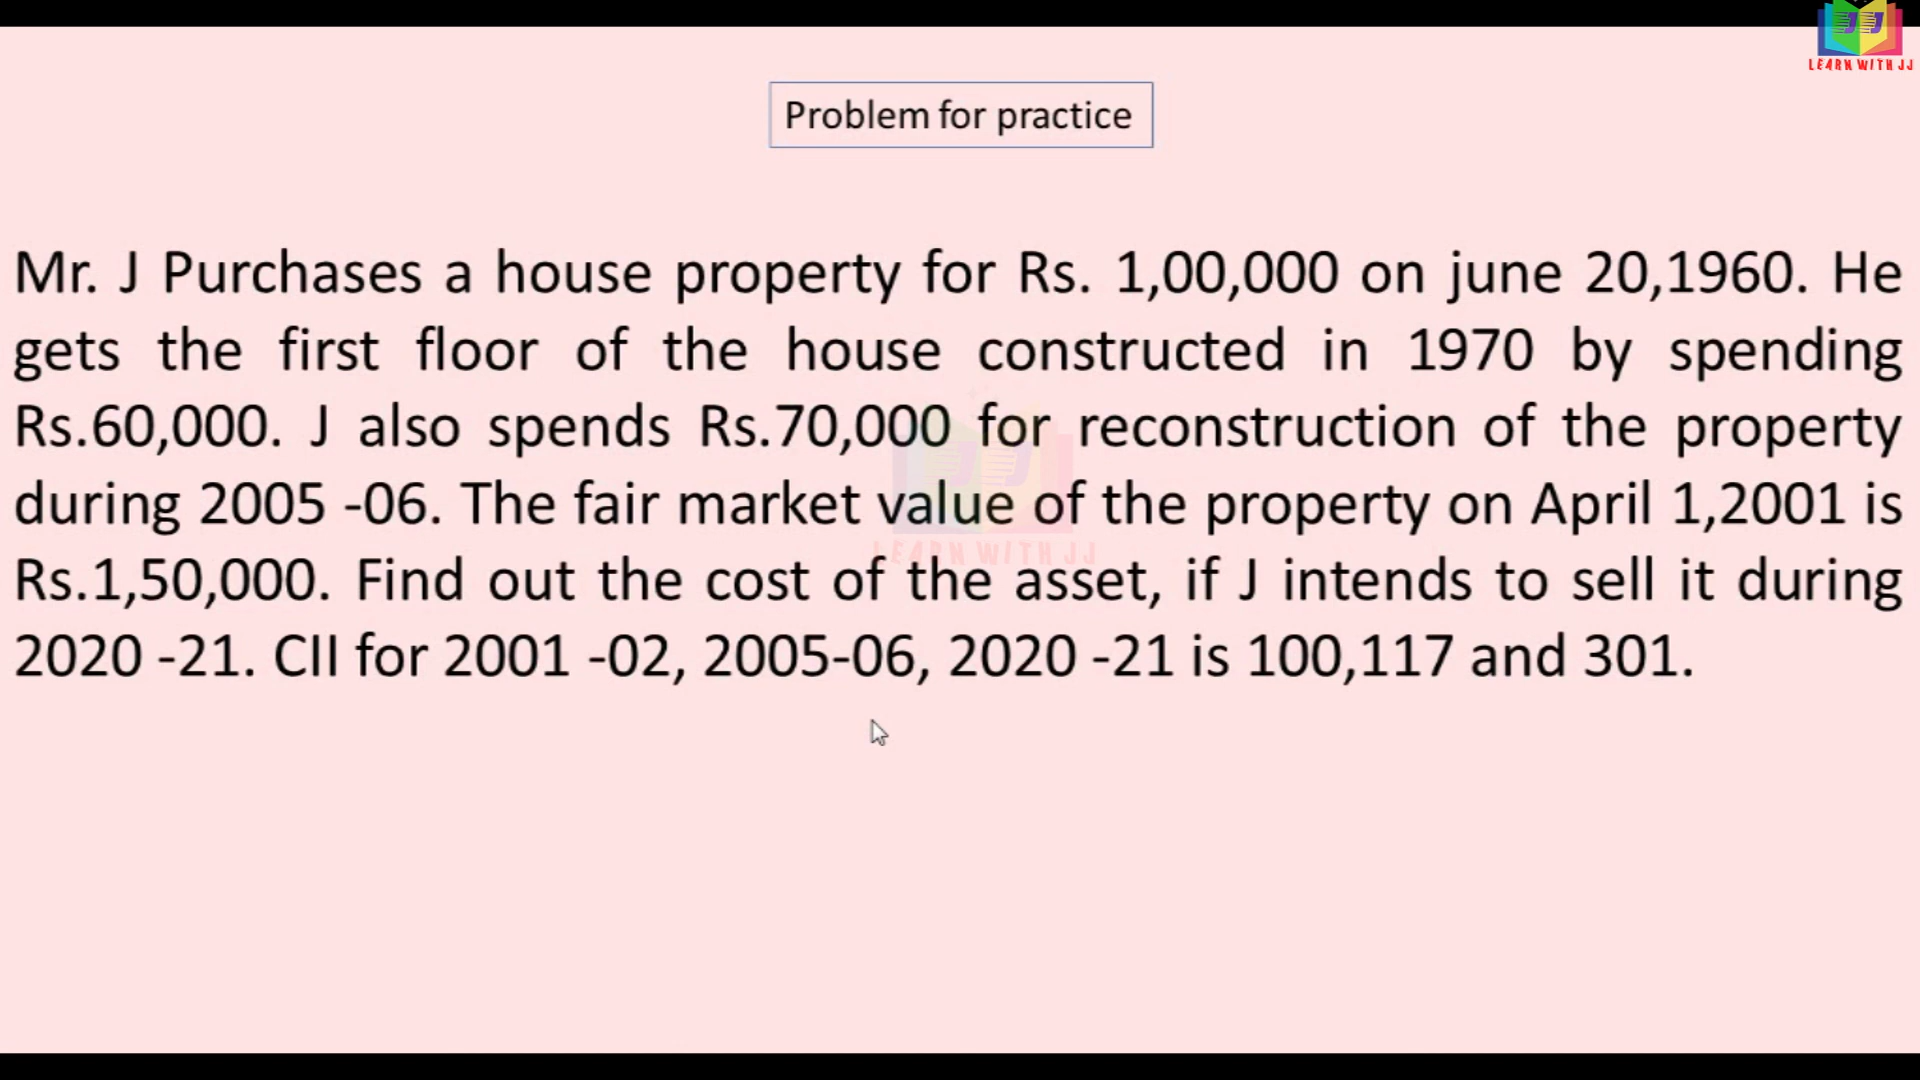 LEARN WITH JJ
Problem for practice
Mr. J Purchases a house property for Rs. 1,00,000 on june 20,1960. He
gets the first floor of the house constructed in 1970 by spending
Rs.60,000. J also spends Rs.70,000 for reconstruction of the property
during 2005 -06. The fair market value of the property on April 1,2001 is
LEARN WITH JJ
Rs.1,50,000. Find out the cost of the asset, if J intends to sell it during
2020 -21. CII for 2001 -02, 2005-06, 2020 -21 is 100,117 and 301.